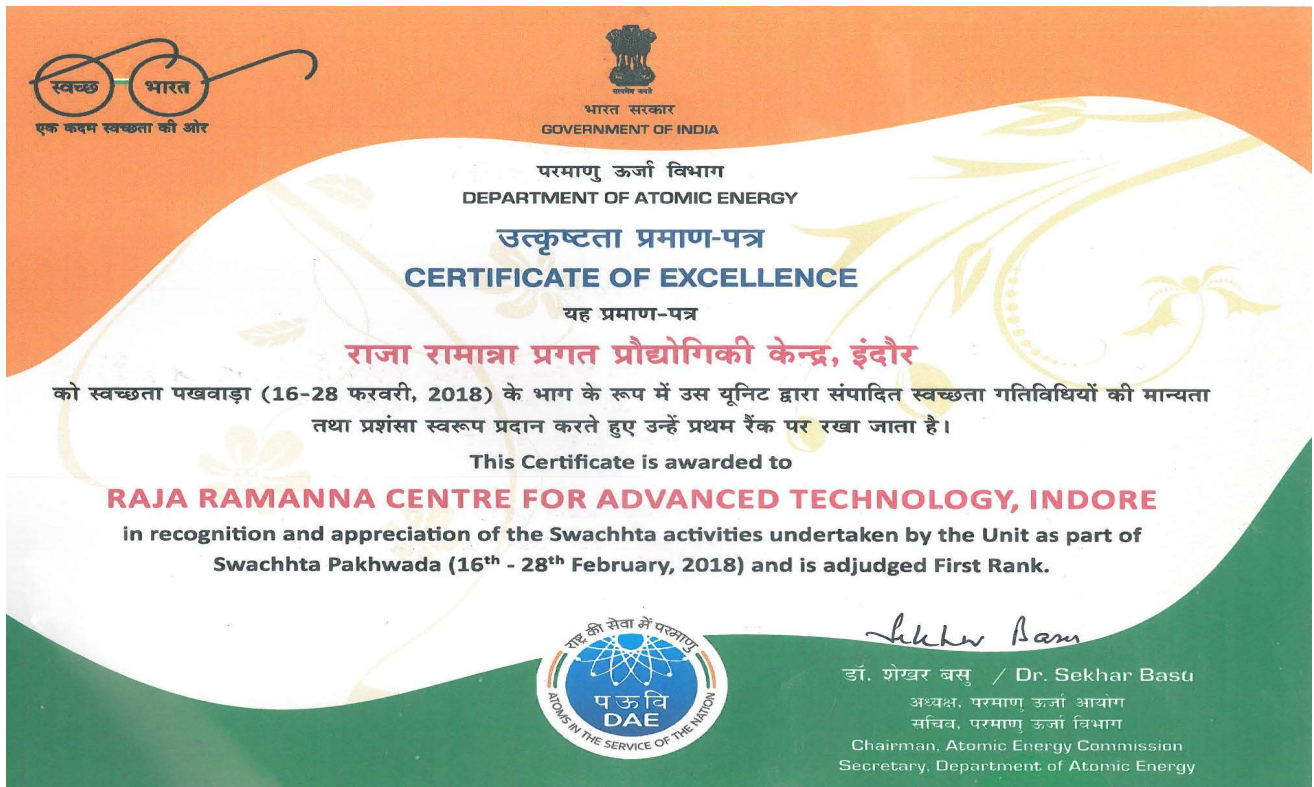 स्वच्छ भारत
एक कदम स्वच्छता की ओर
सत्यमेव जयते
भारत सरकार
GOVERNMENT OF INDIA
परमाणु ऊर्जा विभाग
DEPARTMENT OF ATOMIC ENERGY
उत्कृष्टता प्रमाण-पत्र
CERTIFICATE OF EXCELLENCE
यह प्रमाण-पत्र
राजा रामान्ना प्रगत प्रौद्योगिकी केन्द्र, इंदौर
को स्वच्छता पखवाड़ा (16-28 फरवरी, 2018) के भाग के रूप में उस यूनिट द्वारा संपादित स्वच्छता गतिविधियों की मान्यता
तथा प्रशंसा स्वरूप प्रदान करते हुए उन्हें प्रथम रैंक पर रखा जाता है।
This Certificate is awarded to
RAJA RAMANNA CENTRE FOR ADVANCED TECHNOLOGY, INDORE
in recognition and appreciation of the Swachhta activities undertaken by the Unit as part of
Swachhta Pakhwada (16th - 28th February, 2018) and is adjudged First Rank.
राष्ट्र की सेवा में परमाणु
पऊवि
DAE
ATOMS IN THE SERVICE OF THE NATION
Sekhar Basu
डॉ. शेखर बसु / Dr. Sekhar Basu
अध्यक्ष, परमाणु ऊर्जा आयोग
सचिव, परमाणु ऊर्जा विभाग
Chairman, Atomic Energy Commission
Secretary, Department of Atomic Energy